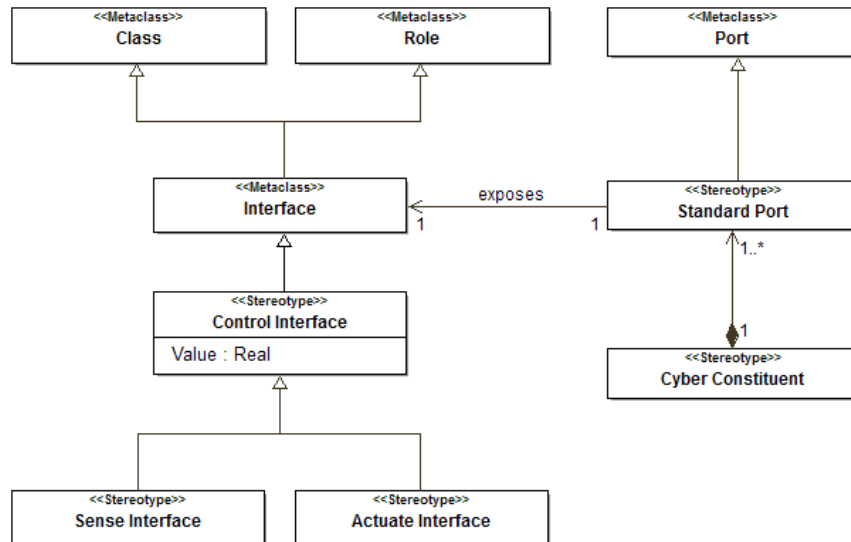 <<Metaclass>>
Class
<<Metaclass>>
Role
<<Metaclass>>
Port
<<Metaclass>>
Interface
exposes
1
1
<<Stereotype>>
Standard Port
1..*
<<Stereotype>>
Control Interface
Value : Real
1
<<Stereotype>>
Cyber Constituent
<<Stereotype>>
Sense Interface
<<Stereotype>>
Actuate Interface